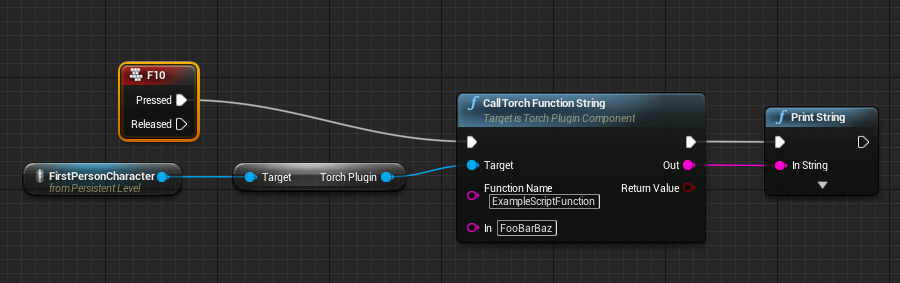 F10
Pressed
Released
FirstPersonCharacter
from Persistent Level
Target Torch Plugin
Call Torch Function String
Target is Torch Plugin Component
Target
Out
Function Name
ExampleScriptFunction
Return Value
In FooBarBaz
Print String
In String